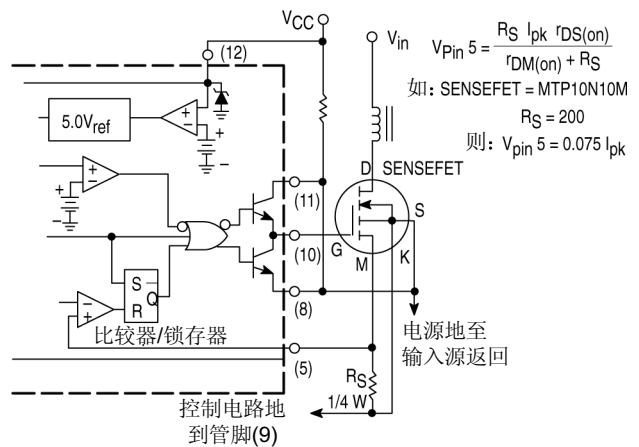 VCC
Vin
(12)
VPin 5 = RS Ipk rDS(on)
rDM(on) + RS
如: SENSEFET = MTP10N10M
RS = 200
则: Vpin 5 = 0.075 Ipk
5.0Vref
+
−
−
+
+
−
+
−
D SENSEFET
(11)
S
G
(10)
M
K
S
Q
R
(8)
−
+
比较器/锁存器
电源地至
输入源返回
(5)
RS
1/4 W
控制电路地
到管脚(9)